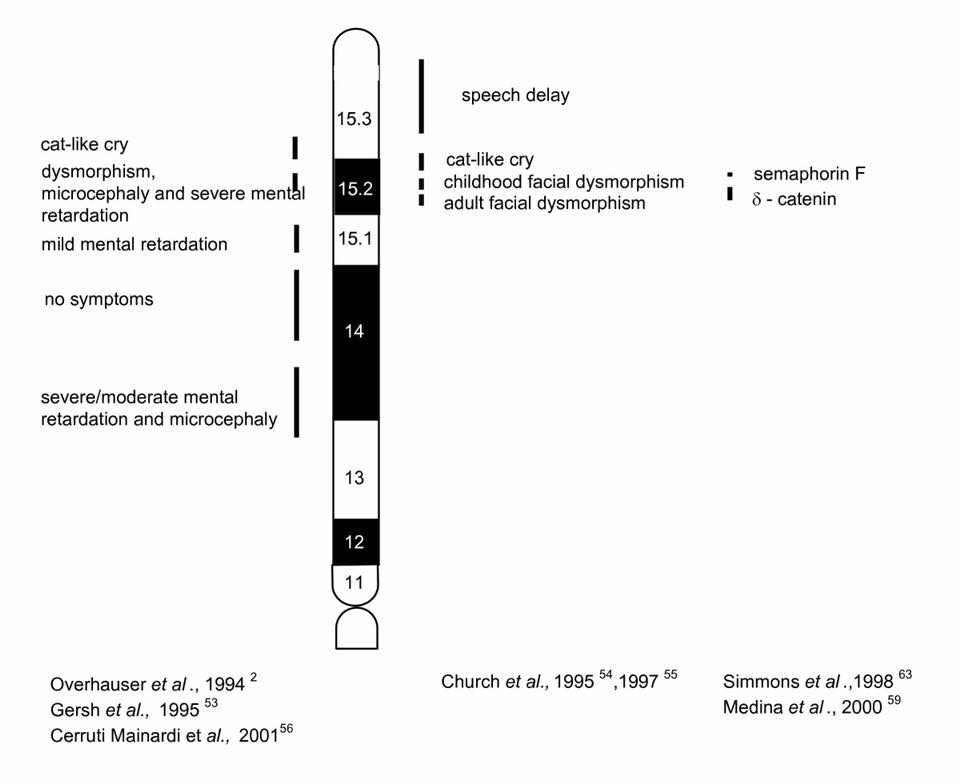 speech delay
15.3
cat-like cry
dysmorphism,
microcephaly and severe mental
retardation
cat-like cry
childhood facial dysmorphism
adult facial dysmorphism
semaphorin F
δ - catenin
15.2
mild mental retardation
15.1
no symptoms
14
severe/moderate mental
retardation and microcephaly
13
12
11
Overhauser et al., 1994 2
Gersh et al., 1995 53
Cerruti Mainardi et al., 2001 56
Church et al., 1995 54,1997 55
Simmons et al.,1998 63
Medina et al., 2000 59